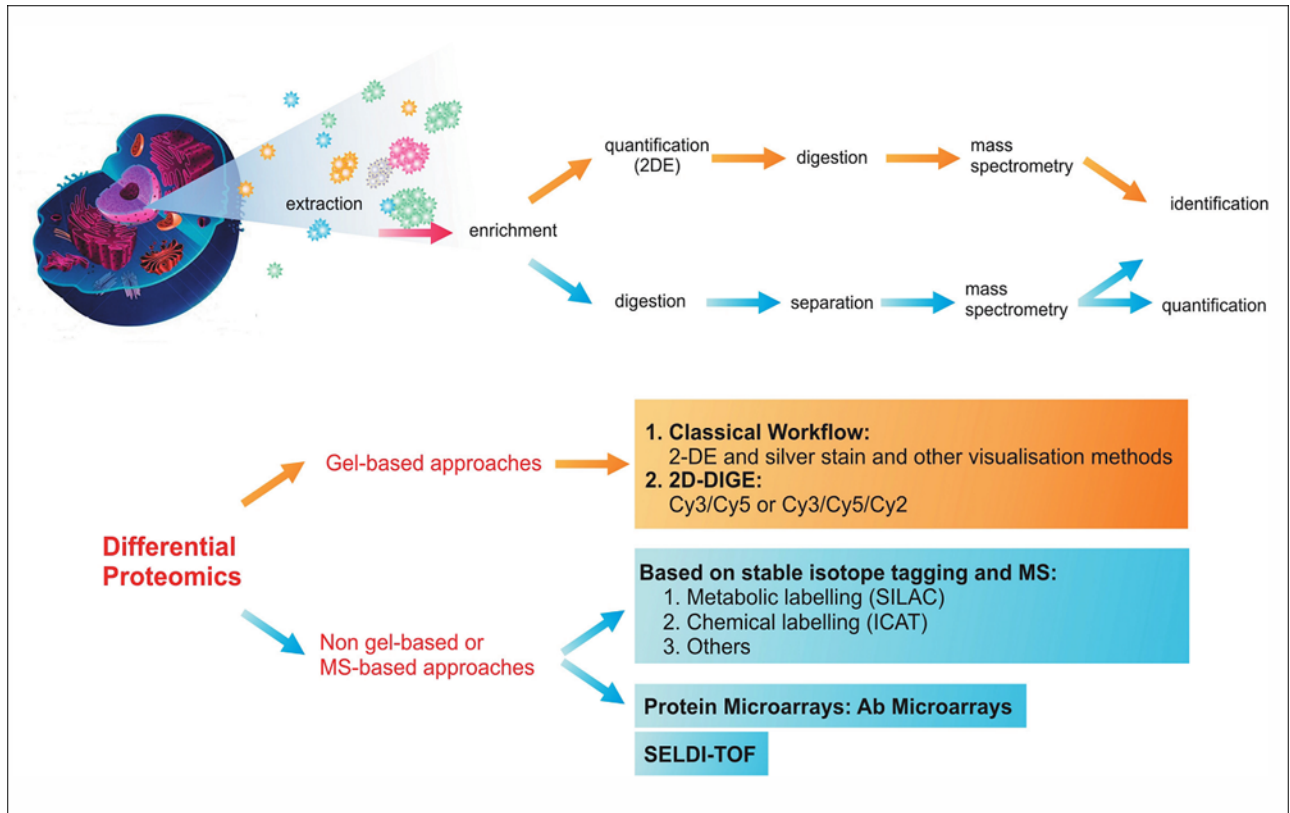 extraction
enrichment
quantification
(2DE)
digestion
mass
spectrometry
identification
digestion
separation
mass
spectrometry
quantification
Differential
Proteomics
Gel-based approaches
1. Classical Workflow:
2-DE and silver stain and other visualisation methods
2. 2D-DIGE:
Cy3/Cy5 or Cy3/Cy5/Cy2
Non gel-based or
MS-based approaches
Based on stable isotope tagging and MS:
1. Metabolic labelling (SILAC)
2. Chemical labelling (ICAT)
3. Others
Protein Microarrays: Ab Microarrays
SELDI-TOF